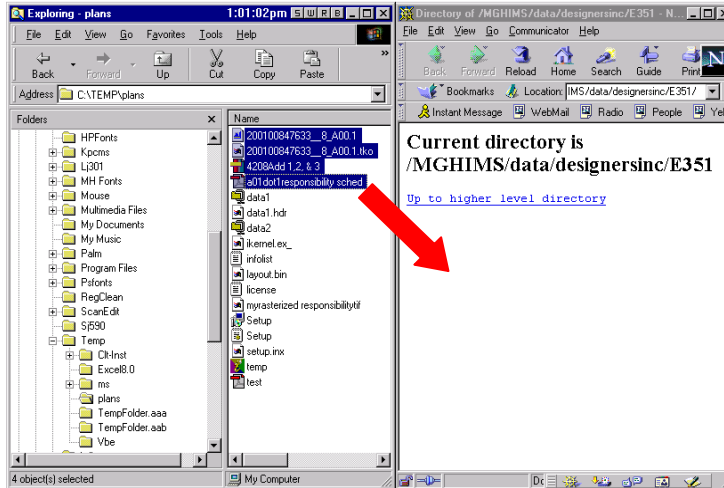 Exploring - plans 1:01:02pm S W R B
File Edit View Go Favorites Tools Help
Back Forward Up Cut Copy Paste »
Address C:\TEMP\plans
Folders ×
HPFonts
Kpcms
Lj301
MH Fonts
Mouse
Multimedia Files
My Documents
My Music
Palm
Program Files
Psfonts
RegClean
ScanEdit
Sj590
Temp
Clt-Inst
Excel8.0
ms
plans
TempFolder.aaa
TempFolder.aab
Vbe
Name
200100847633__8_A00.1
200100847633__8_A00.1.tko
4208Add 1,2, & 3
a01dot1responsibility sched
data1
data1.hdr
data2
ikernel.ex_
infolist
layout.bin
license
myrasterized responsibilitytif
Setup
Setup
setup.inx
temp
test
4 object(s) selected
My Computer
Directory of /MGHIMS/data/designersinc/E351 - N...
File Edit View Go Communicator Help
Back Forward Reload Home Search Guide Print N
Bookmarks Location: IMS/data/designersinc/E351/
Instant Message WebMail Radio People Yel
Current directory is
/MGHIMS/data/designersinc/E351
Up to higher level directory